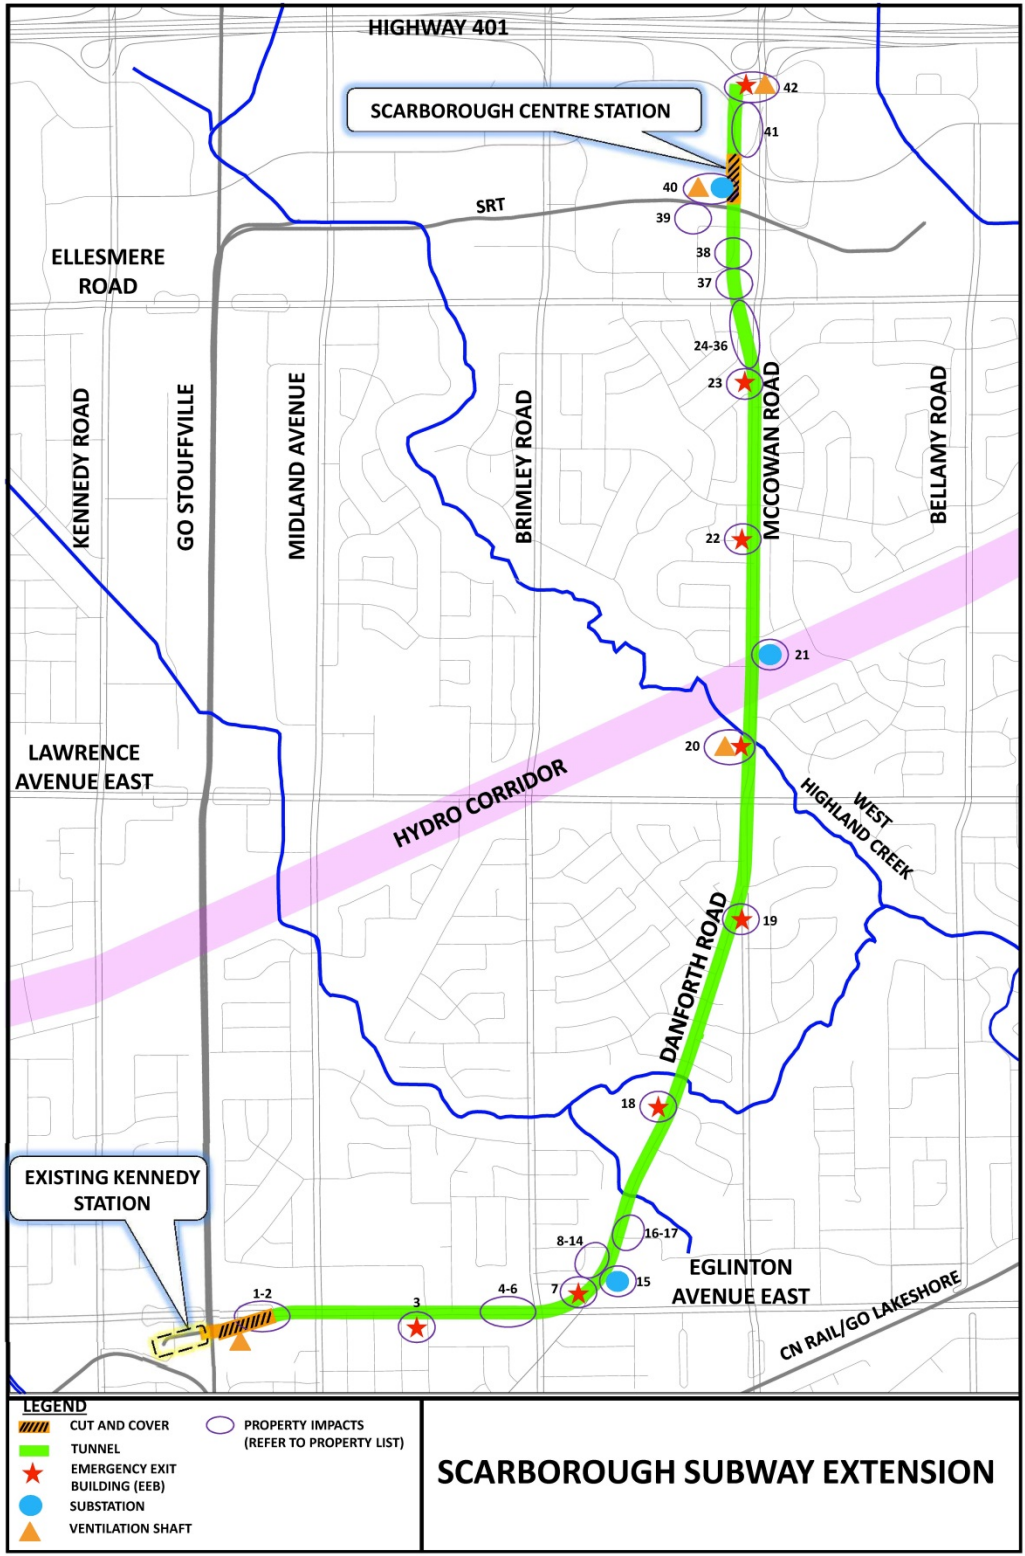 HIGHWAY 401
42
SCARBOROUGH CENTRE STATION
41
40
SRT
39
38
ELLESMERE
ROAD
37
24-36
23
KENNEDY ROAD
GO STOUFFVILLE
MIDLAND AVENUE
BRIMLEY ROAD
MCCOWAN ROAD
BELLAMY ROAD
22
21
20
LAWRENCE
AVENUE EAST
HYDRO CORRIDOR
WEST
HIGHLAND CREEK
19
DANFORTH ROAD
18
EXISTING KENNEDY
STATION
16-17
8-14
EGLINTON
AVENUE EAST
15
7
4-6
3
1-2
CN RAIL/GO LAKESHORE
LEGEND
CUT AND COVER
TUNNEL
EMERGENCY EXIT
BUILDING (EEB)
SUBSTATION
VENTILATION SHAFT
PROPERTY IMPACTS
(REFER TO PROPERTY LIST)
SCARBOROUGH SUBWAY EXTENSION